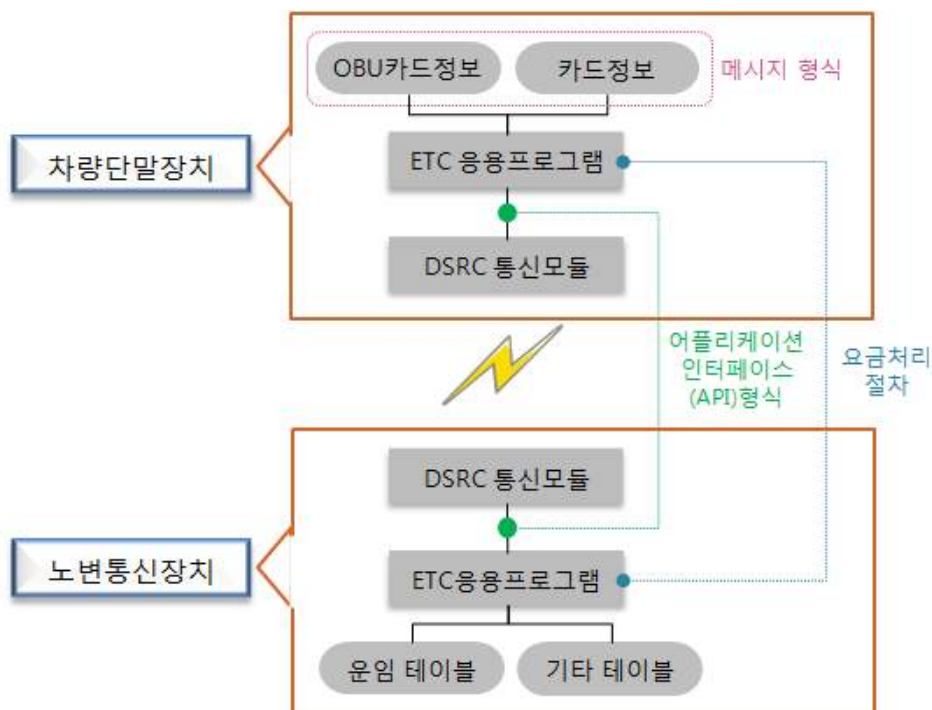 OBU카드정보
카드정보
메시지 형식
차량단말장치
ETC 응용프로그램
DSRC 통신모듈
어플리케이션
인터페이스
(API)형식
요금처리
절차
DSRC 통신모듈
노변통신장치
ETC응용프로그램
운임 테이블
기타 테이블